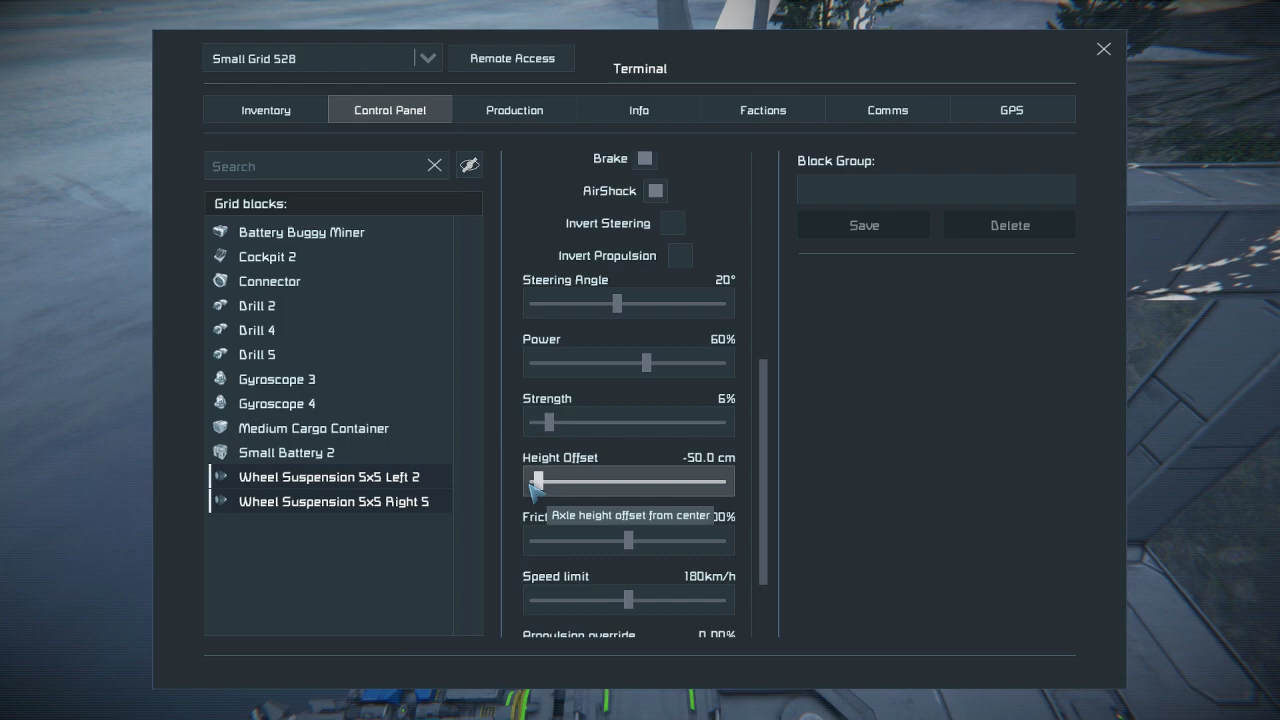 Small Grid 528
Remote Access
Terminal
Inventory
Control Panel
Production
Info
Factions
Comms
GPS
Search
Grid blocks:
Battery Buggy Miner
Cockpit 2
Connector
Drill 2
Drill 4
Drill 5
Gyroscope 3
Gyroscope 4
Medium Cargo Container
Small Battery 2
Wheel Suspension 5x5 Left 2
Wheel Suspension 5x5 Right 5
Brake
AirShock
Invert Steering
Invert Propulsion
Steering Angle 20°
Power 60%
Strength 6%
Height Offset -50.0 cm
Axle height offset from center
Speed limit 180km/h
Propulsion override 0.00%
Block Group:
Save
Delete